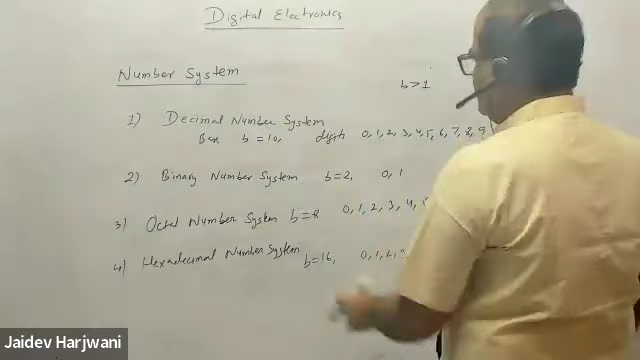 Digital Electronics
Number System
b>1
1) Decimal Number System
Base b = 10, digits 0, 1, 2, 3, 4, 5, 6, 7, 8, 9
2) Binary Number System b=2, 0, 1
3) Octal Number System b=8 0, 1, 2, 3, 4,
4) Hexadecimal Number System b=16, 0, 1, 2,
Jaidev Harjwani